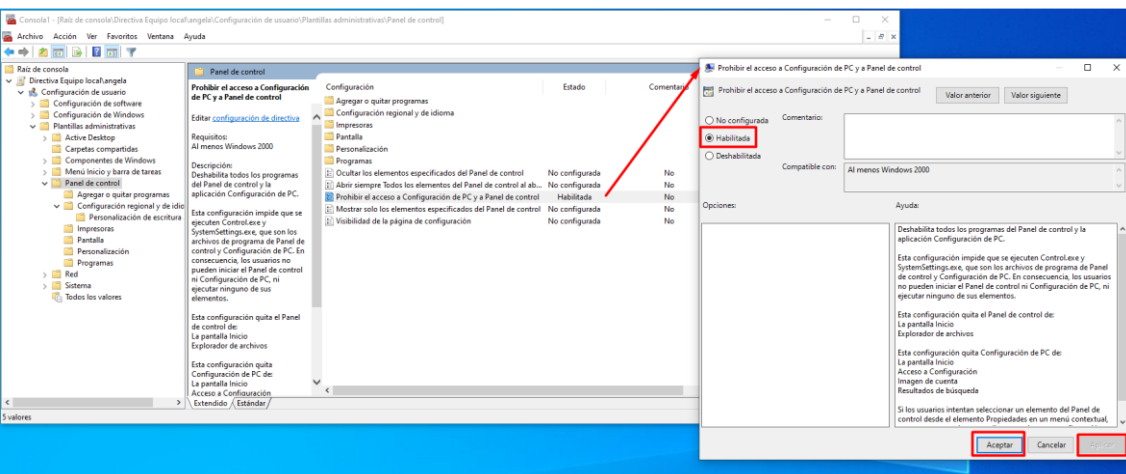 Consola1 - [Raíz de consola\Directiva Equipo local\angela\Configuración de usuario\Plantillas administrativas\Panel de control]
Archivo Acción Ver Favoritos Ventana Ayuda
Raíz de consola
Directiva Equipo local\angela
Configuración de usuario
Configuración de software
Configuración de Windows
Plantillas administrativas
Active Desktop
Carpetas compartidas
Componentes de Windows
Menú Inicio y barra de tareas
Panel de control
Agregar o quitar programas
Configuración regional y de idio
Personalización de escritura
Impresoras
Pantalla
Personalización
Programas
Red
Sistema
Todos los valores
Panel de control
Prohibir el acceso a Configuración
de PC y a Panel de control
Editar configuración de directiva
Requisitos:
Al menos Windows 2000
Descripción:
Deshabilita todos los programas
del Panel de control y la
aplicación Configuración de PC.
Esta configuración impide que se
ejecuten Control.exe y
SystemSettings.exe, que son los
archivos de programa de Panel de
control y Configuración de PC. En
consecuencia, los usuarios no
pueden iniciar el Panel de control
ni Configuración de PC, ni
ejecutar ninguno de sus
elementos.
Esta configuración quita el Panel
de control de:
La pantalla Inicio
Explorador de archivos
Esta configuración quita
Configuración de PC de:
La pantalla Inicio
Acceso a Configuración
Configuración Estado Comentario
Agregar o quitar programas
Configuración regional y de idioma
Impresoras
Pantalla
Personalización
Programas
Ocultar los elementos especificados del Panel de control No configurada No
Abrir siempre Todos los elementos del Panel de control al ab... No configurada No
Prohibir el acceso a Configuración de PC y a Panel de control Habilitada No
Mostrar solo los elementos especificados del Panel de control No configurada No
Visibilidad de la página de configuración No configurada No
Extendido Estándar
5 valores
Prohibir el acceso a Configuración de PC y a Panel de control
Prohibir el acceso a Configuración de PC y a Panel de control
Valor anterior Valor siguiente
No configurada
Habilitada
Deshabilitada
Comentario:
Compatible con:
Al menos Windows 2000
Opciones:
Ayuda:
Deshabilita todos los programas del Panel de control y la
aplicación Configuración de PC.
Esta configuración impide que se ejecuten Control.exe y
SystemSettings.exe, que son los archivos de programa de Panel
de control y Configuración de PC. En consecuencia, los usuarios
no pueden iniciar el Panel de control ni Configuración de PC, ni
ejecutar ninguno de sus elementos.
Esta configuración quita el Panel de control de:
La pantalla Inicio
Explorador de archivos
Esta configuración quita Configuración de PC de:
La pantalla Inicio
Acceso a Configuración
Imagen de cuenta
Resultados de búsqueda
Si los usuarios intentan seleccionar un elemento del Panel de
control desde el elemento Propiedades en un menú contextual,
Aceptar Cancelar Aplicar